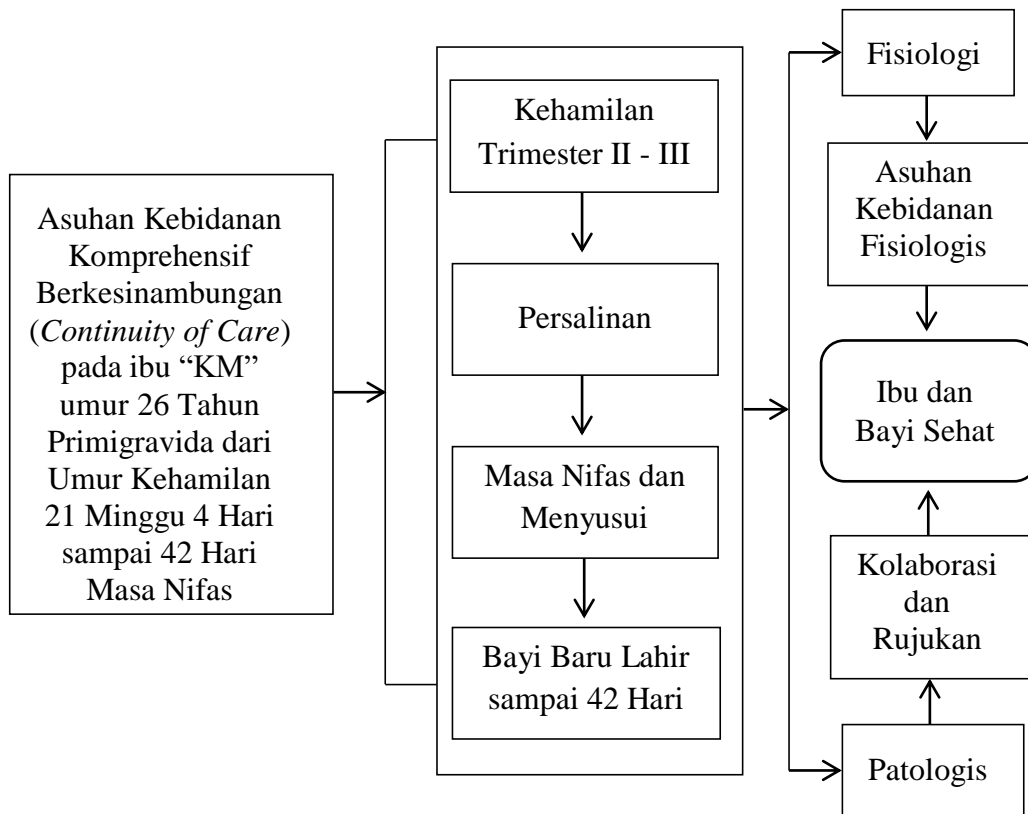 Asuhan Kebidanan
Komprehensif
Berkesinambungan
(Continuity of Care)
pada ibu “KM”
umur 26 Tahun
Primigravida dari
Umur Kehamilan
21 Minggu 4 Hari
sampai 42 Hari
Masa Nifas
Kehamilan
Trimester II - III
Persalinan
Masa Nifas dan
Menyusui
Bayi Baru Lahir
sampai 42 Hari
Fisiologi
Asuhan
Kebidanan
Fisiologis
Ibu dan
Bayi Sehat
Kolaborasi
dan
Rujukan
Patologis